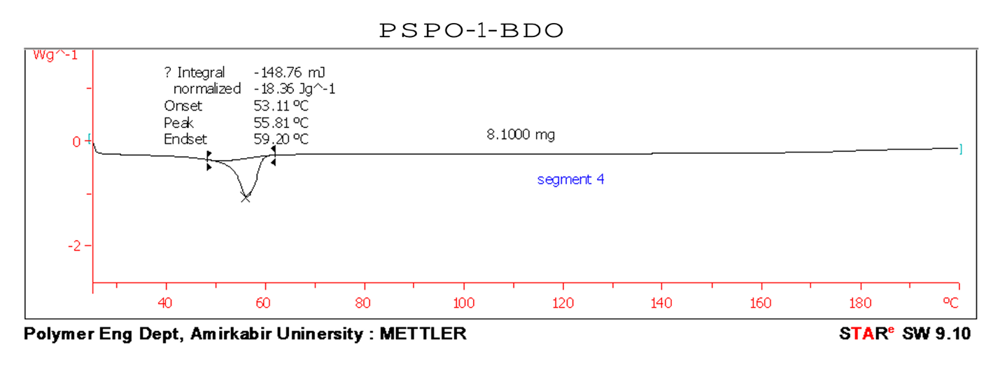 PSPO-1-BDO
Wg^-1
? Integral -148.76 mJ
normalized -18.36 Jg^-1
Onset 53.11 ºC
Peak 55.81 ºC
Endset 59.20 ºC
8.1000 mg
0
segment 4
-2
40 60 80 100 120 140 160 180 ºC
Polymer Eng Dept, Amirkabir Uninersity : METTLER STARe SW 9.10